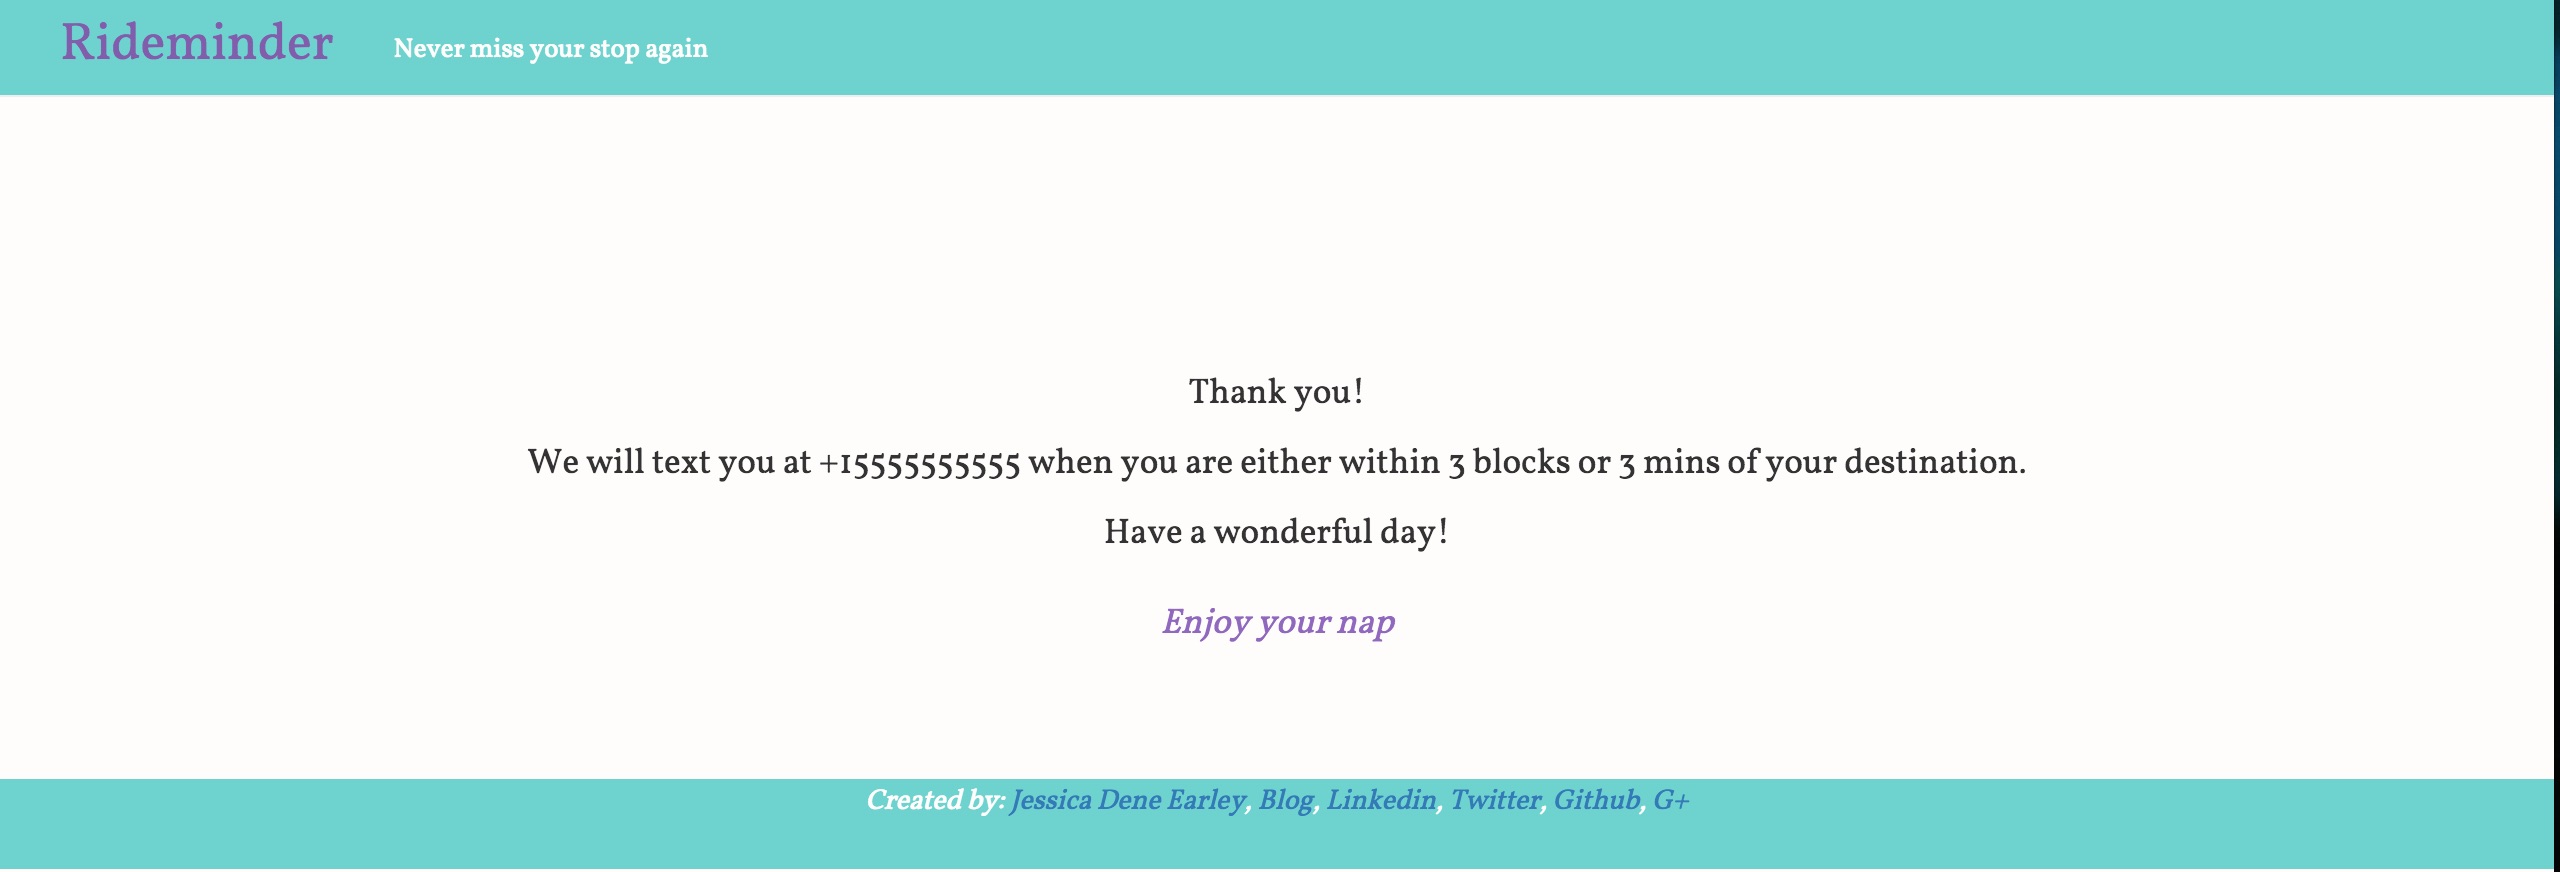 Rideminder Never miss your stop again
Thank you!
We will text you at +15555555555 when you are either within 3 blocks or 3 mins of your destination.
Have a wonderful day!
Enjoy your nap
Created by: Jessica Dene Earley, Blog, Linkedin, Twitter, Github, G+